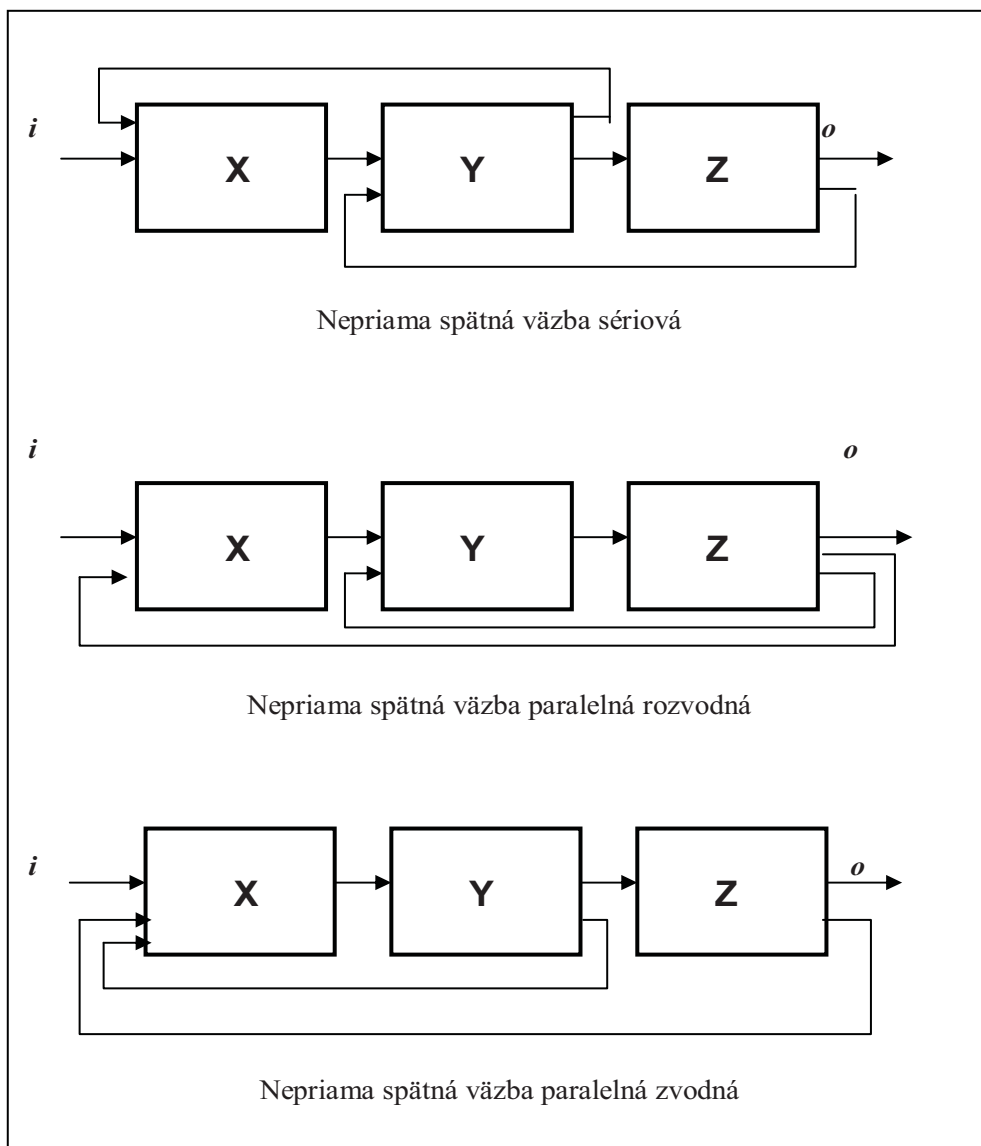 i
o
X
Y
Z
Nepriama spätná väzba sériová
i
o
X
Y
Z
Nepriama spätná väzba paralelná rozvodná
i
o
X
Y
Z
Nepriama spätná väzba paralelná zvodná